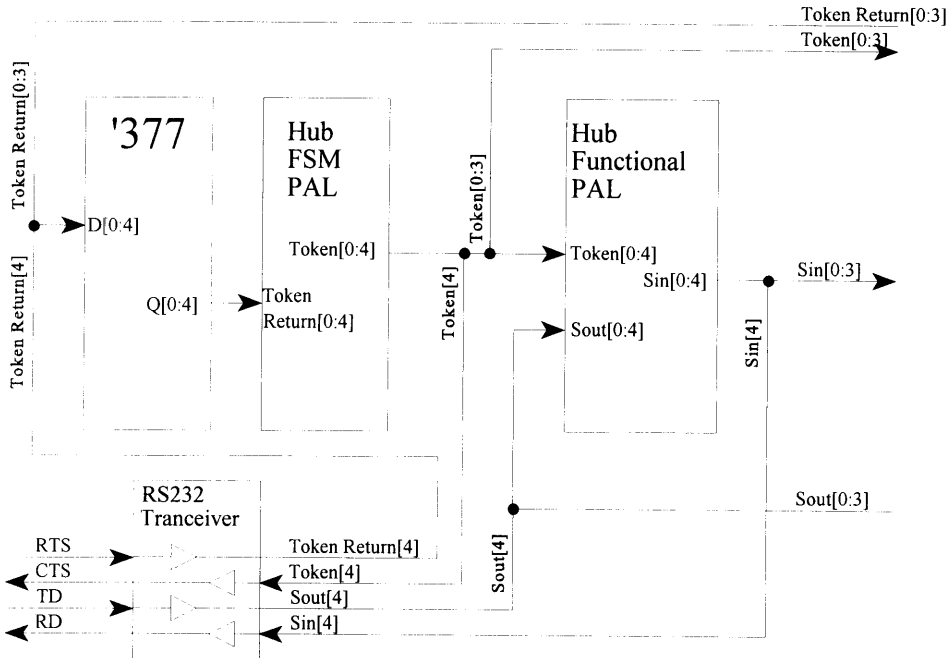 Token Return[0:3]
Token[0:3]
Token Return[0:3]
'377
Hub
FSM
PAL
Hub
Functional
PAL
Token[0:3]
D[0:4]
Token[0:4]
Token[0:4]
Sin[0:4]
Sin[0:3]
Token Return[4]
Token[4]
Q[0:4]
Token
Return[0:4]
Sout[0:4]
Sin[4]
RS232
Tranceiver
Sout[0:3]
RTS
Token Return[4]
CTS
Token[4]
Sout[4]
TD
Sout[4]
RD
Sin[4]